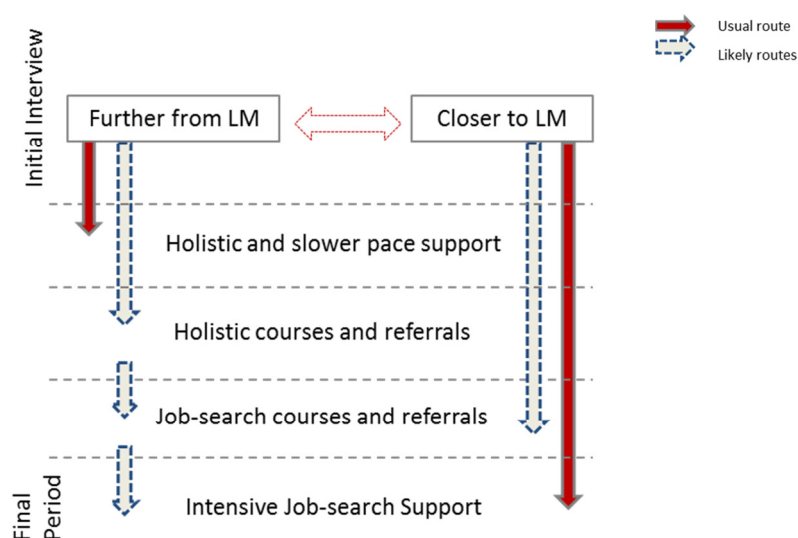 Usual route
Likely routes
Initial Interview
Further from LM
Closer to LM
Holistic and slower pace support
Holistic courses and referrals
Job-search courses and referrals
Intensive Job-search Support
Final
Period